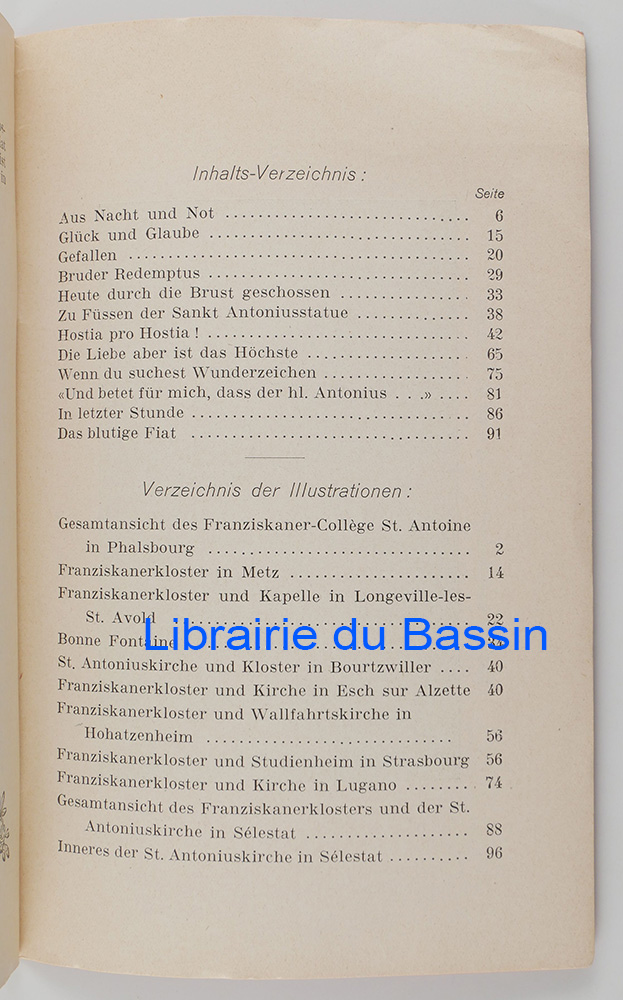 Inhalts-Verzeichnis :
Seite
Aus Nacht und Not .............................. 6
Glück und Glaube ................................ 15
Gefallen .......................................... 20
Bruder Redemptus ................................ 29
Heute durch die Brust geschossen ................ 33
Zu Füssen der Sankt Antoniusstatue .............. 38
Hostia pro Hostia ! ................................ 42
Die Liebe aber ist das Höchste .................... 65
Wenn du suchest Wunderzeichen .................. 75
«Und betet für mich, dass der hl. Antonius . . .» .... 81
In letzter Stunde .................................. 86
Das blutige Fiat .................................. 91
Verzeichnis der Illustrationen :
Gesamtansicht des Franziskaner-Collège St. Antoine
in Phalsbourg ................................ 2
Franziskanerkloster in Metz ...................... 14
Franziskanerkloster und Kapelle in Longeville-les-
St. Avold ...................................... 22
Bonne Fontaine
Librairie du Bassin
St. Antoniuskirche und Kloster in Bourtzwiller .... 40
Franziskanerkloster und Kirche in Esch sur Alzette 40
Franziskanerkloster und Wallfahrtskirche in
Hohatzenheim .............................. 56
Franziskanerkloster und Studienheim in Strasbourg 56
Franziskanerkloster und Kirche in Lugano ........ 74
Gesamtansicht des Franziskanerklosters und der St.
Antoniuskirche in Sélestat .................... 88
Inneres der St. Antoniuskirche in Sélestat .......... 96